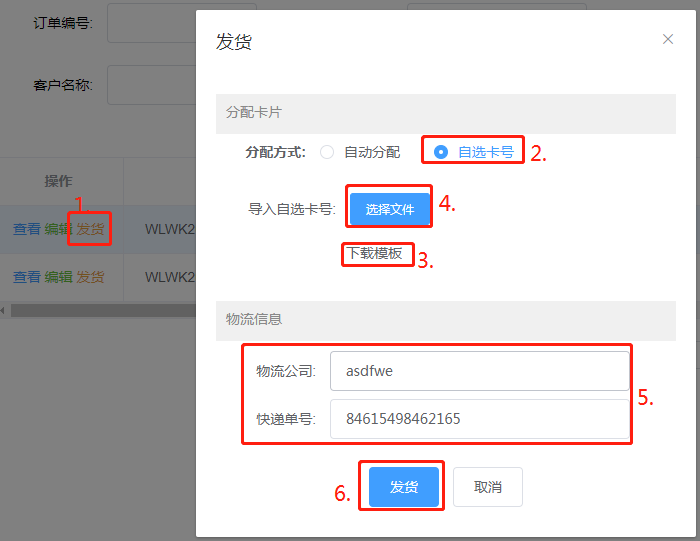 订单编号:
客户名称:
操作
1.
查看 编辑 发货 WLWK2
查看 编辑 发货 WLWK2
发货
分配卡片
分配方式: 自动分配 自选卡号 2.
导入自选卡号: 选择文件 4.
下载模板 3.
物流信息
物流公司: asdfwe
快递单号: 84615498462165
5.
6. 发货 取消